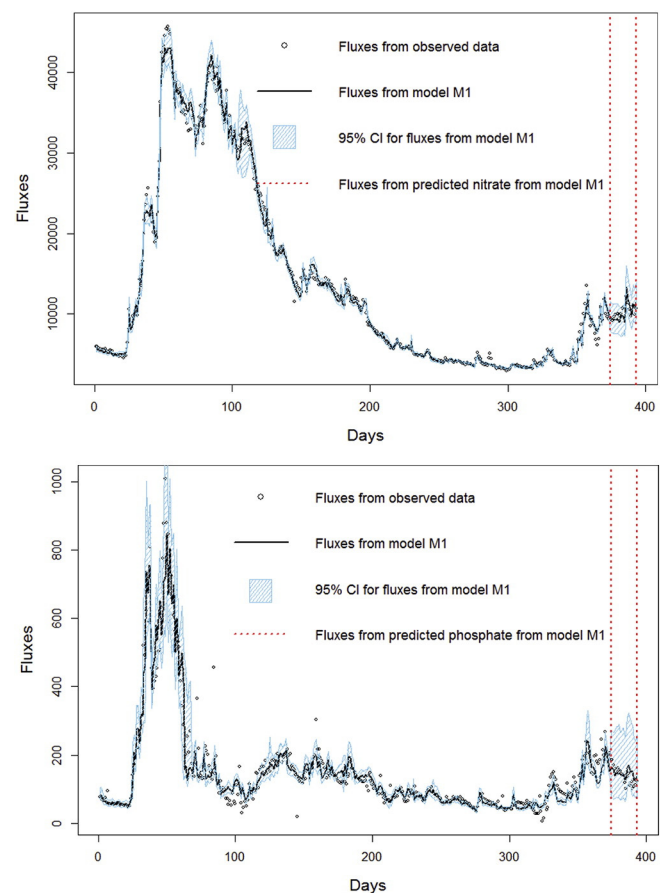 Fluxes from observed data
40000
Fluxes from model M1
95% CI for fluxes from model M1
30000
Fluxes from predicted nitrate from model M1
Fluxes
20000
10000
0 100 200 300 400
Days
1000
Fluxes from observed data
Fluxes from model M1
800
95% CI for fluxes from model M1
600
Fluxes from predicted phosphate from model M1
Fluxes
400
200
0
0 100 200 300 400
Days